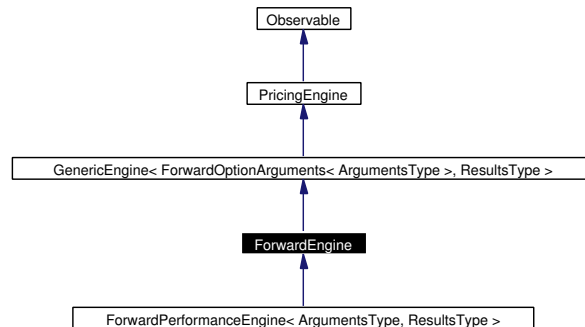 Observable
PricingEngine
GenericEngine< ForwardOptionArguments< ArgumentsType >, ResultsType >
ForwardEngine
ForwardPerformanceEngine< ArgumentsType, ResultsType >